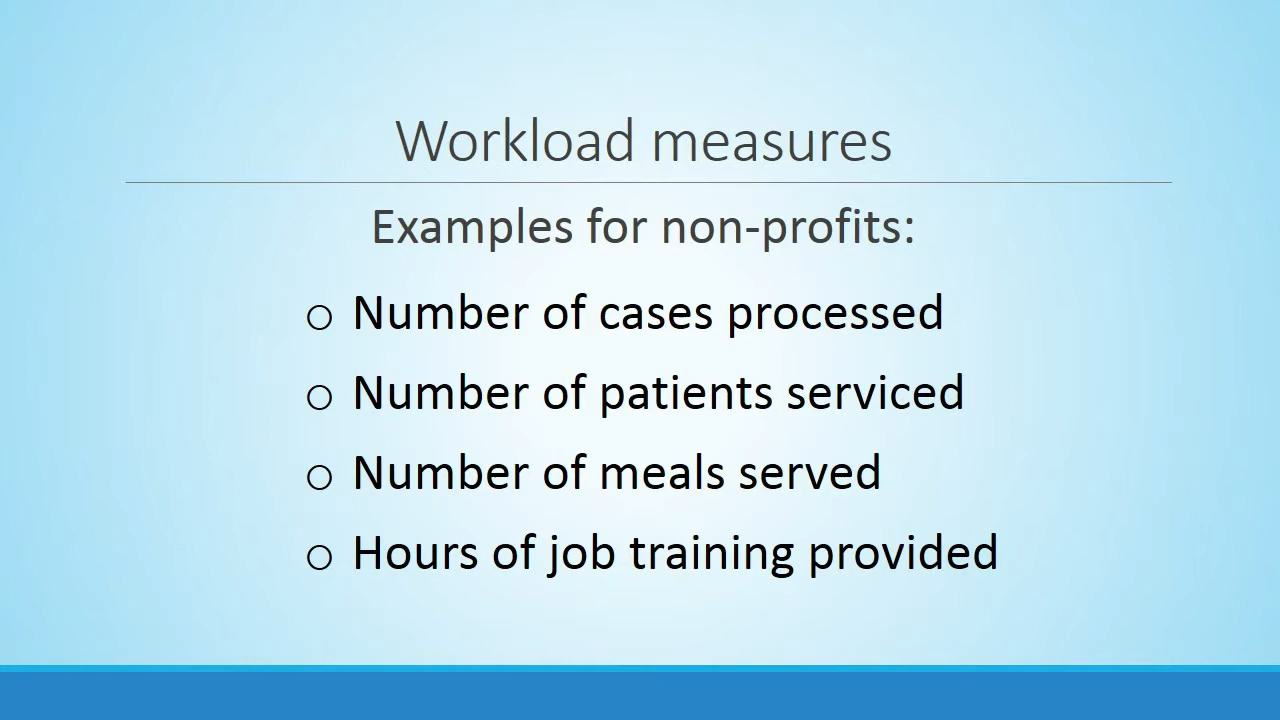 Workload measures
Examples for non-profits:
o Number of cases processed
o Number of patients serviced
o Number of meals served
o Hours of job training provided